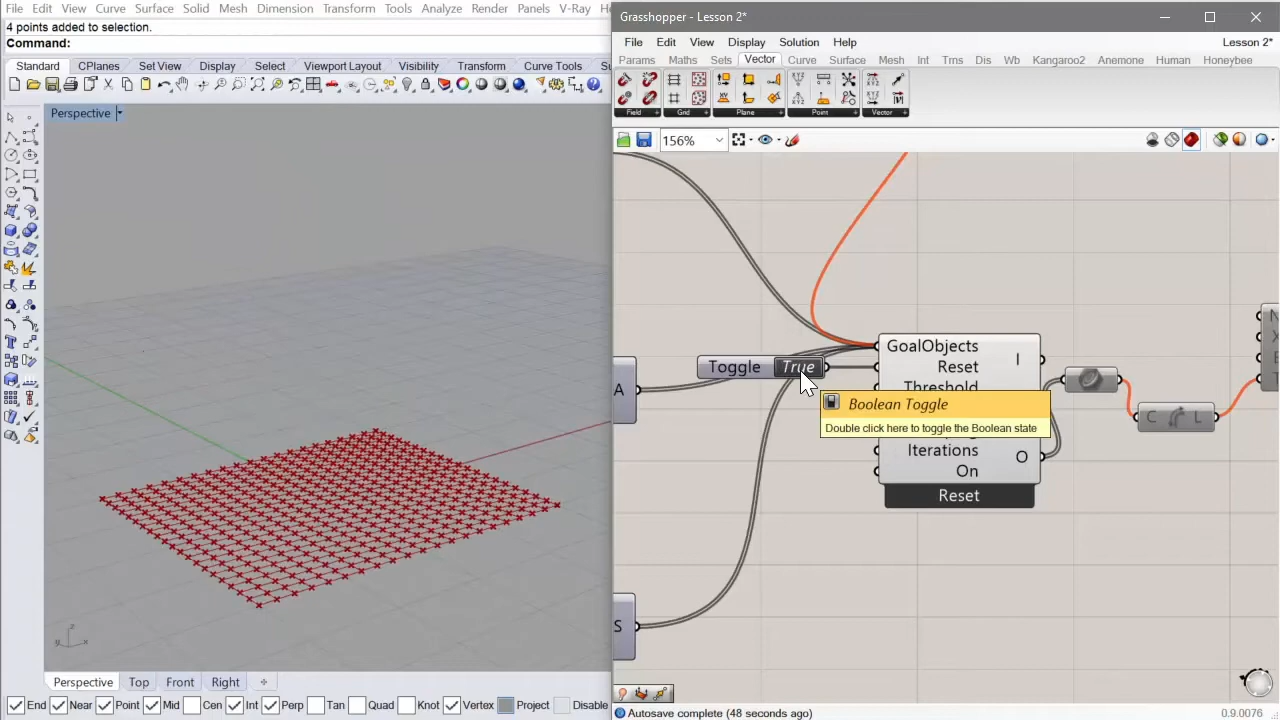 File Edit View Curve Surface Solid Mesh Dimension Transform Tools Analyze Render Panels V-Ray
4 points added to selection.
Command:
Standard CPlanes Set View Display Select Viewport Layout Visibility Transform Curve Tools Su
Perspective
z
y x
Perspective Top Front Right
End Near Point Mid Cen Int Perp Tan Quad Knot Vertex Project Disable
Grasshopper - Lesson 2*
File Edit View Display Solution Help Lesson 2*
Params Maths Sets Vector Curve Surface Mesh Int Trns Dis Wb Kangaroo2 Anemone Human Honeybee
Field Grid Plane Point Vector
156%
GoalObjects
I
Toggle True
Reset
A
Threshold
Boolean Toggle
Double click here to toggle the Boolean state
C L
Iterations
O
On
Reset
S
Autosave complete (48 seconds ago)
0.9.0076